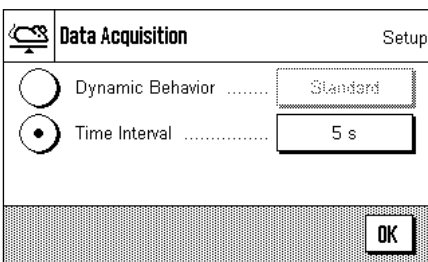 Data Acquisition Setup
Dynamic Behavior ........ Standard
Time Interval ................ 5 s
OK